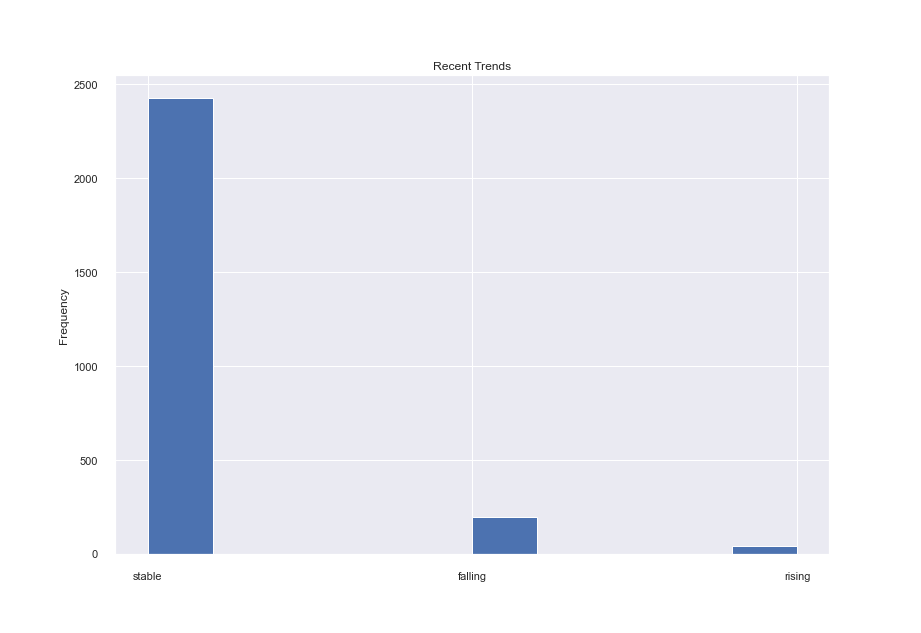 Recent Trends
2500
2000
1500
1000
500
0
Frequency
stable
falling
rising